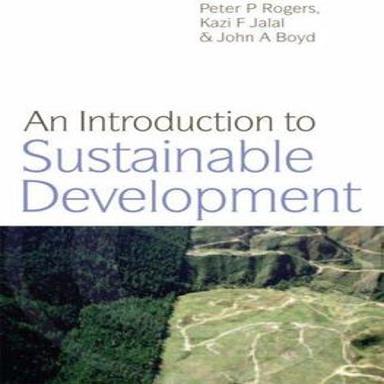 Peter P Rogers,
Kazi F Jalal
& John A Boyd
An Introduction to
Sustainable
Development